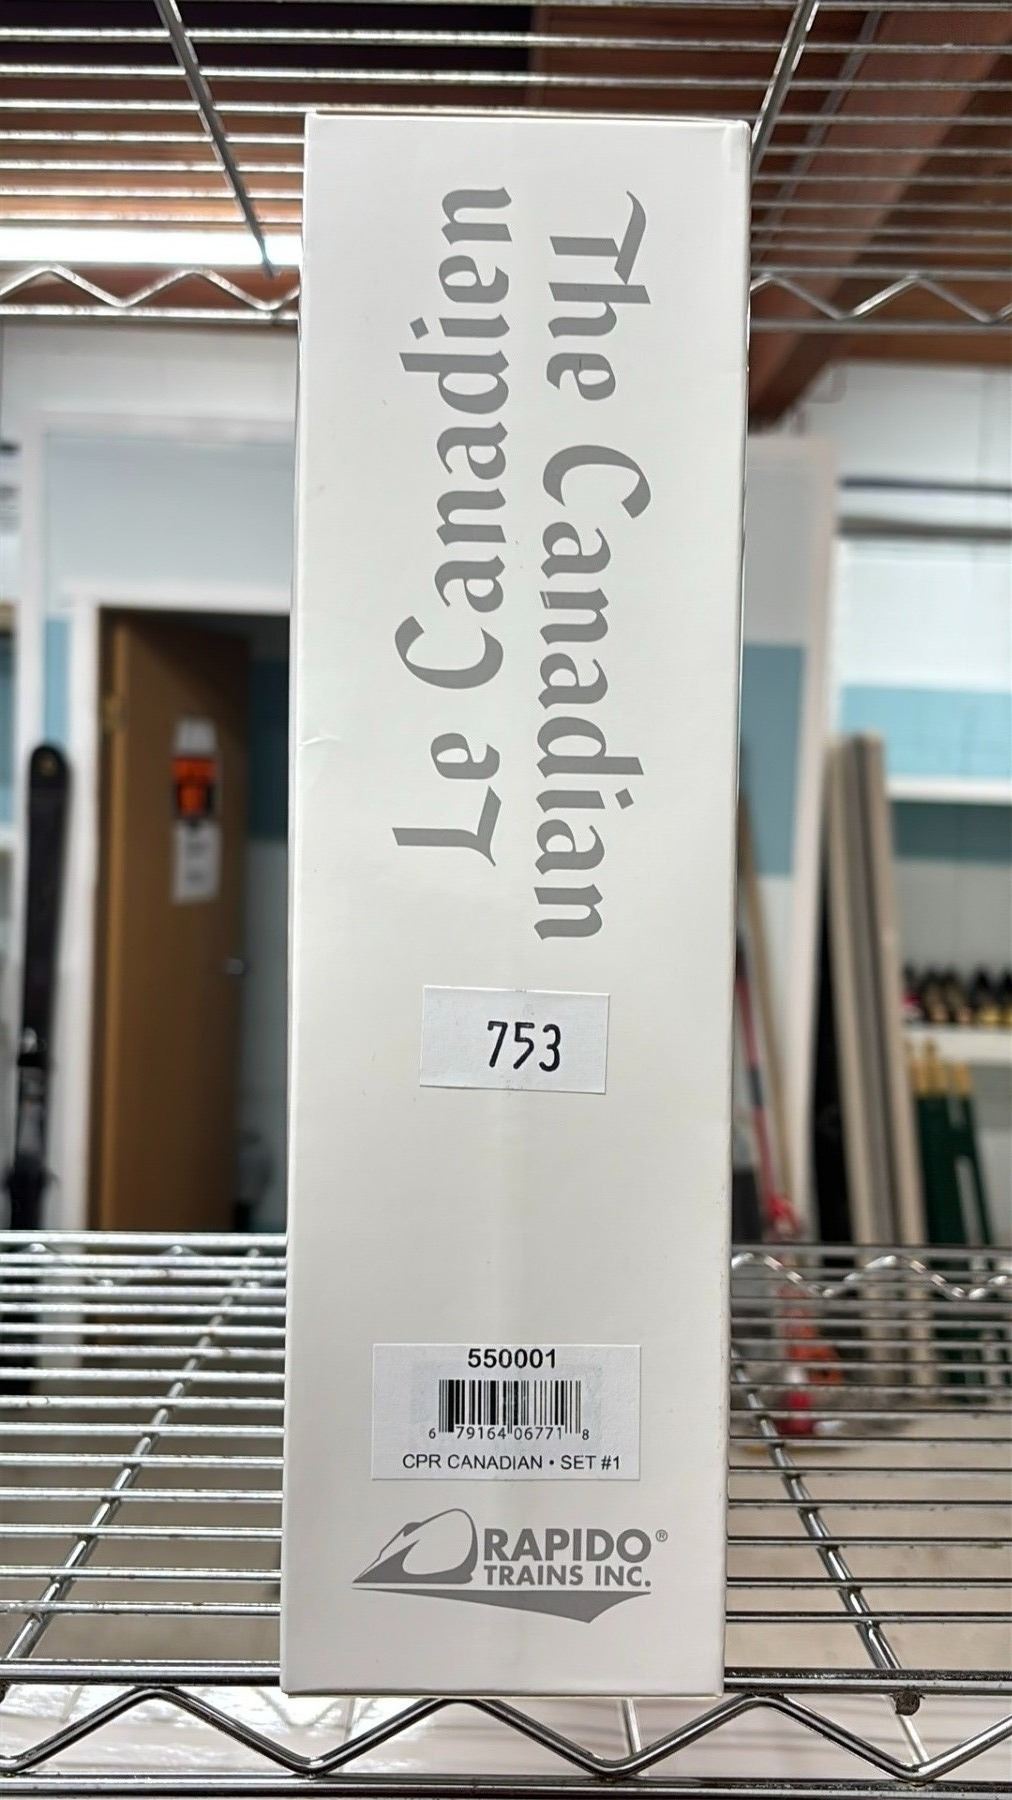 The Canadian
Le Canadien
753
550001
6 79164 06771 8
CPR CANADIAN • SET #1
RAPIDO®
TRAINS INC.